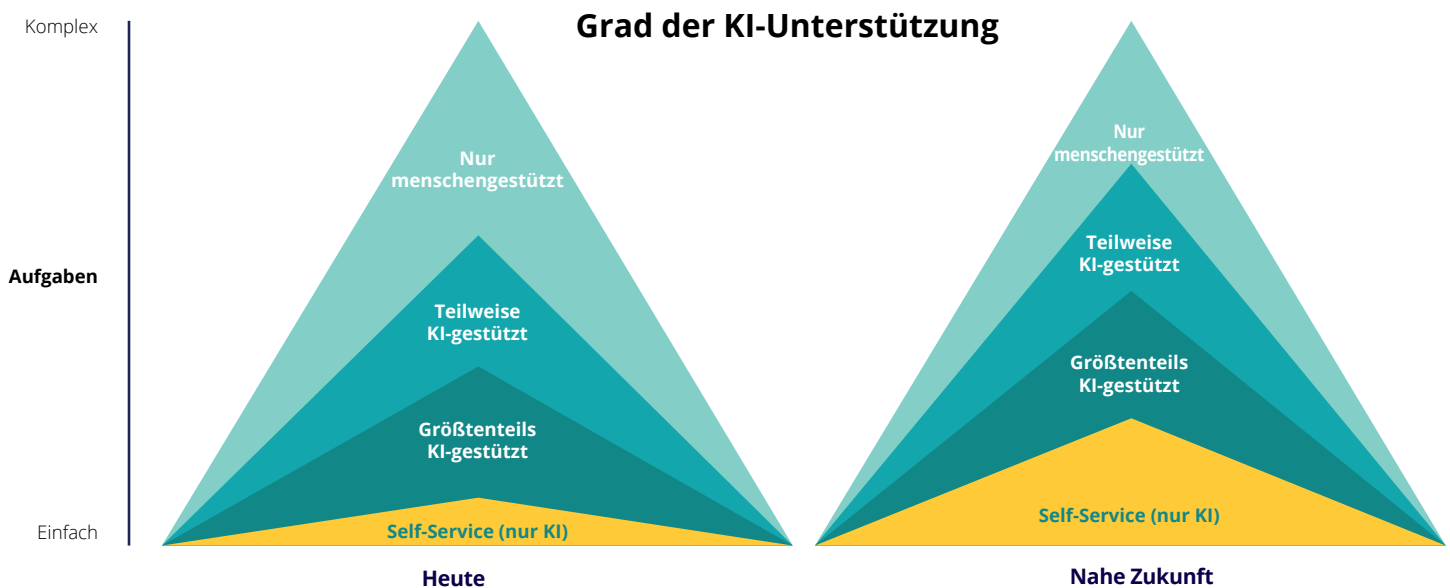 Grad der KI-Unterstützung
Komplex
Aufgaben
Einfach
Nur
menschengestützt
Teilweise
KI-gestützt
Größtenteils
KI-gestützt
Self-Service (nur KI)
Heute
Nur
menschengestützt
Teilweise
KI-gestützt
Größtenteils
KI-gestützt
Self-Service (nur KI)
Nahe Zukunft